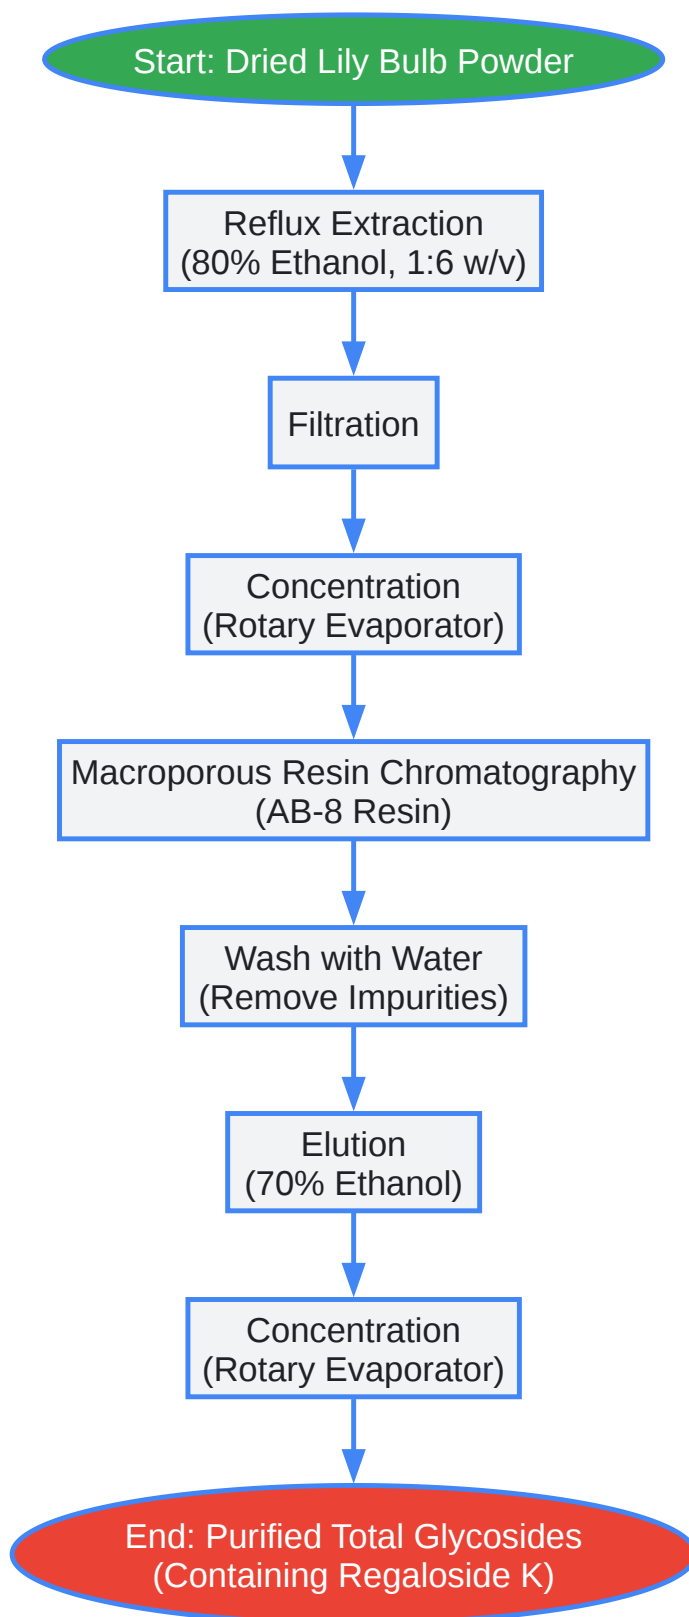 Start: Dried Lily Bulb Powder
Reflux Extraction
(80% Ethanol, 1:6 w/v)
Filtration
Concentration
(Rotary Evaporator)
Macroporous Resin Chromatography
(AB-8 Resin)
Wash with Water
(Remove Impurities)
Elution
(70% Ethanol)
Concentration
(Rotary Evaporator)
End: Purified Total Glycosides
(Containing Regaloside K)